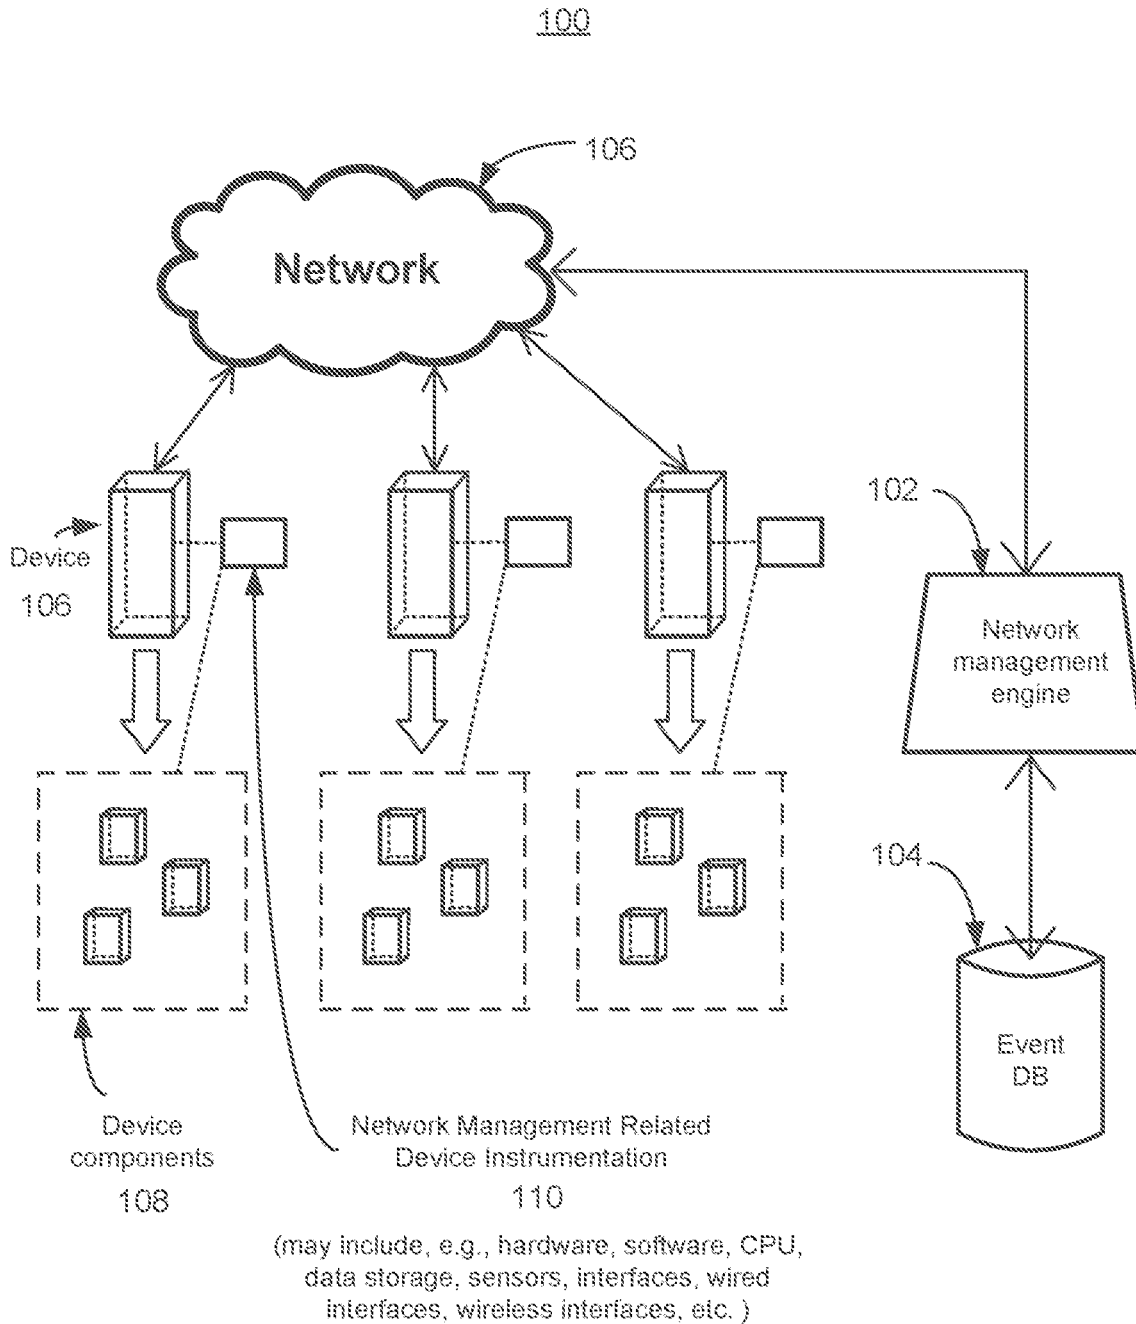 100
106
Network
102
Device
106
Network
management
engine
104
Event
DB
Device
components
108
Network Management Related
Device Instrumentation
110
(may include, e.g., hardware, software, CPU,
data storage, sensors, interfaces, wired
interfaces, wireless interfaces, etc. )